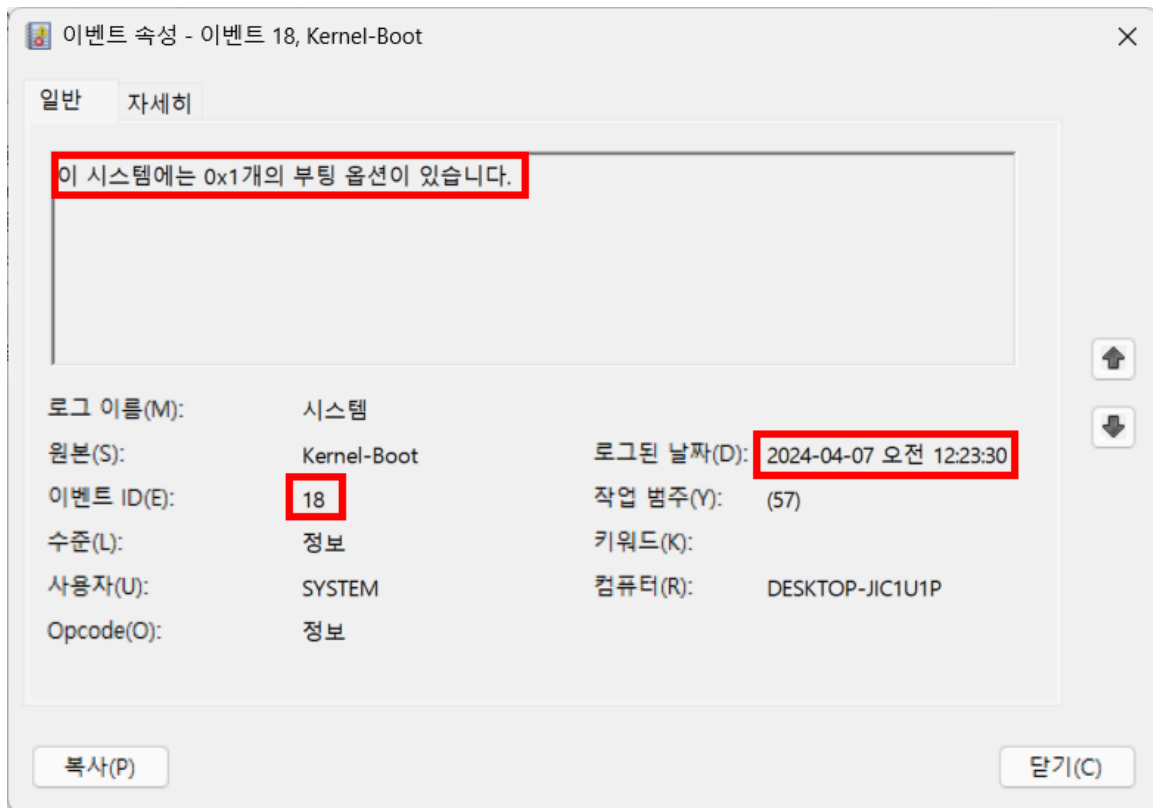 이벤트 속성 - 이벤트 18, Kernel-Boot
일반 자세히
이 시스템에는 0x1개의 부팅 옵션이 있습니다.
로그 이름(M): 시스템
원본(S): Kernel-Boot 로그된 날짜(D): 2024-04-07 오전 12:23:30
이벤트 ID(E): 18 작업 범주(Y): (57)
수준(L): 정보 키워드(K):
사용자(U): SYSTEM 컴퓨터(R): DESKTOP-JIC1U1P
Opcode(O): 정보
복사(P) 닫기(C)